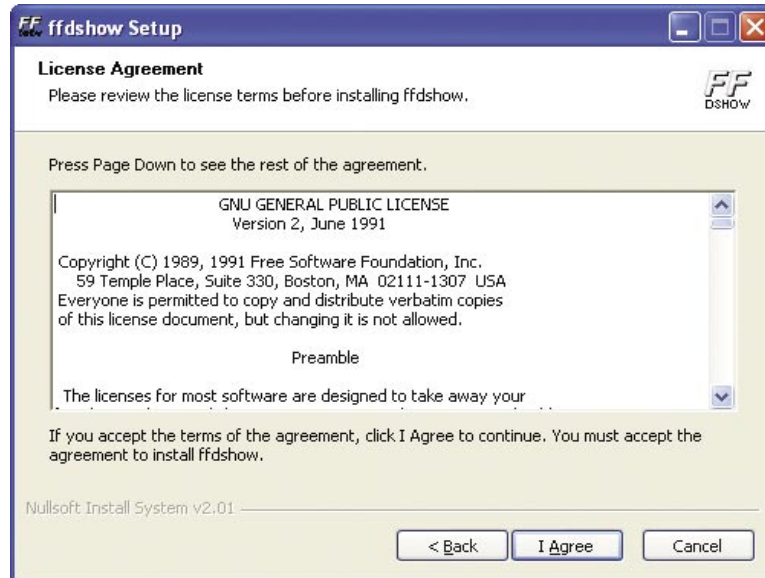 ffdshow Setup
License Agreement
Please review the license terms before installing ffdshow.
FF
DSHOW
Press Page Down to see the rest of the agreement.
GNU GENERAL PUBLIC LICENSE
Version 2, June 1991
Copyright (C) 1989, 1991 Free Software Foundation, Inc.
59 Temple Place, Suite 330, Boston, MA 02111-1307 USA
Everyone is permitted to copy and distribute verbatim copies
of this license document, but changing it is not allowed.
Preamble
The licenses for most software are designed to take away your
If you accept the terms of the agreement, click I Agree to continue. You must accept the
agreement to install ffdshow.
Nullsoft Install System v2.01
< Back I Agree Cancel